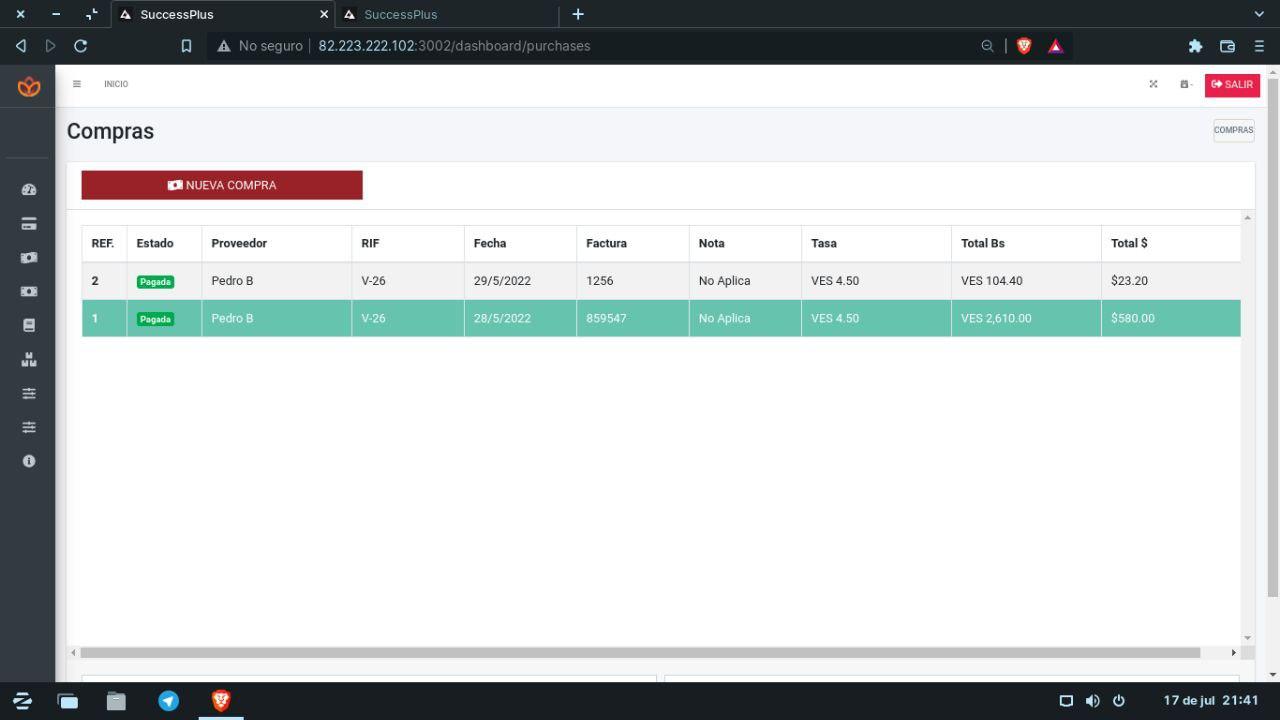 SuccessPlus
SuccessPlus
No seguro
82.223.222.102:3002/dashboard/purchases
INICIO
SALIR
Compras
COMPRAS
NUEVA COMPRA
REF. Estado Proveedor RIF Fecha Factura Nota Tasa Total Bs Total $
2 Pagada Pedro B V-26 29/5/2022 1256 No Aplica VES 4.50 VES 104.40 $23.20
1 Pagada Pedro B V-26 28/5/2022 859547 No Aplica VES 4.50 VES 2,610.00 $580.00
17 de jul 21:41